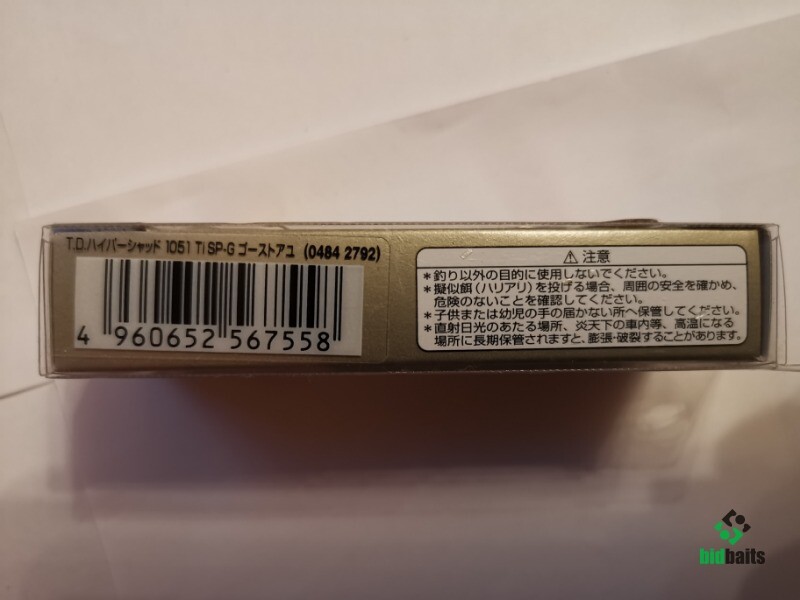 T.D.ハイパーシャッド 1051 Ti SP-G ゴーストアユ (0484 2792)
4 960652 567558
⚠ 注意
*釣り以外の目的に使用しないでください。
*擬似餌(ハリアリ)を投げる場合、周囲の安全を確かめ、
危険のないことを確認してください。
*子供または幼児の手の届かない所へ保管してください。
*直射日光のあたる場所、炎天下の車内等、高温になる
場所に長期保管されますと、膨張・破裂することがあります。
bidbaits